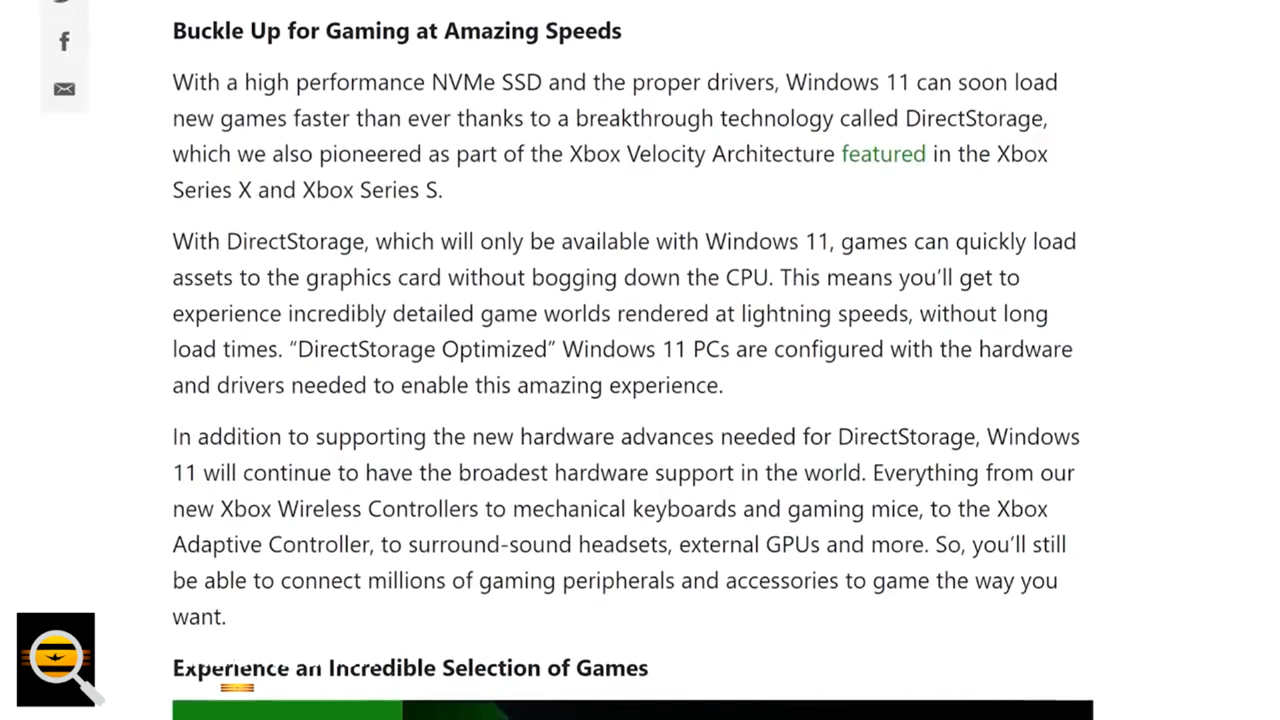 Buckle Up for Gaming at Amazing Speeds
With a high performance NVMe SSD and the proper drivers, Windows 11 can soon load
new games faster than ever thanks to a breakthrough technology called DirectStorage,
which we also pioneered as part of the Xbox Velocity Architecture featured in the Xbox
Series X and Xbox Series S.
With DirectStorage, which will only be available with Windows 11, games can quickly load
assets to the graphics card without bogging down the CPU. This means you’ll get to
experience incredibly detailed game worlds rendered at lightning speeds, without long
load times. “DirectStorage Optimized” Windows 11 PCs are configured with the hardware
and drivers needed to enable this amazing experience.
In addition to supporting the new hardware advances needed for DirectStorage, Windows
11 will continue to have the broadest hardware support in the world. Everything from our
new Xbox Wireless Controllers to mechanical keyboards and gaming mice, to the Xbox
Adaptive Controller, to surround-sound headsets, external GPUs and more. So, you’ll still
be able to connect millions of gaming peripherals and accessories to game the way you
want.
Experience an Incredible Selection of Games